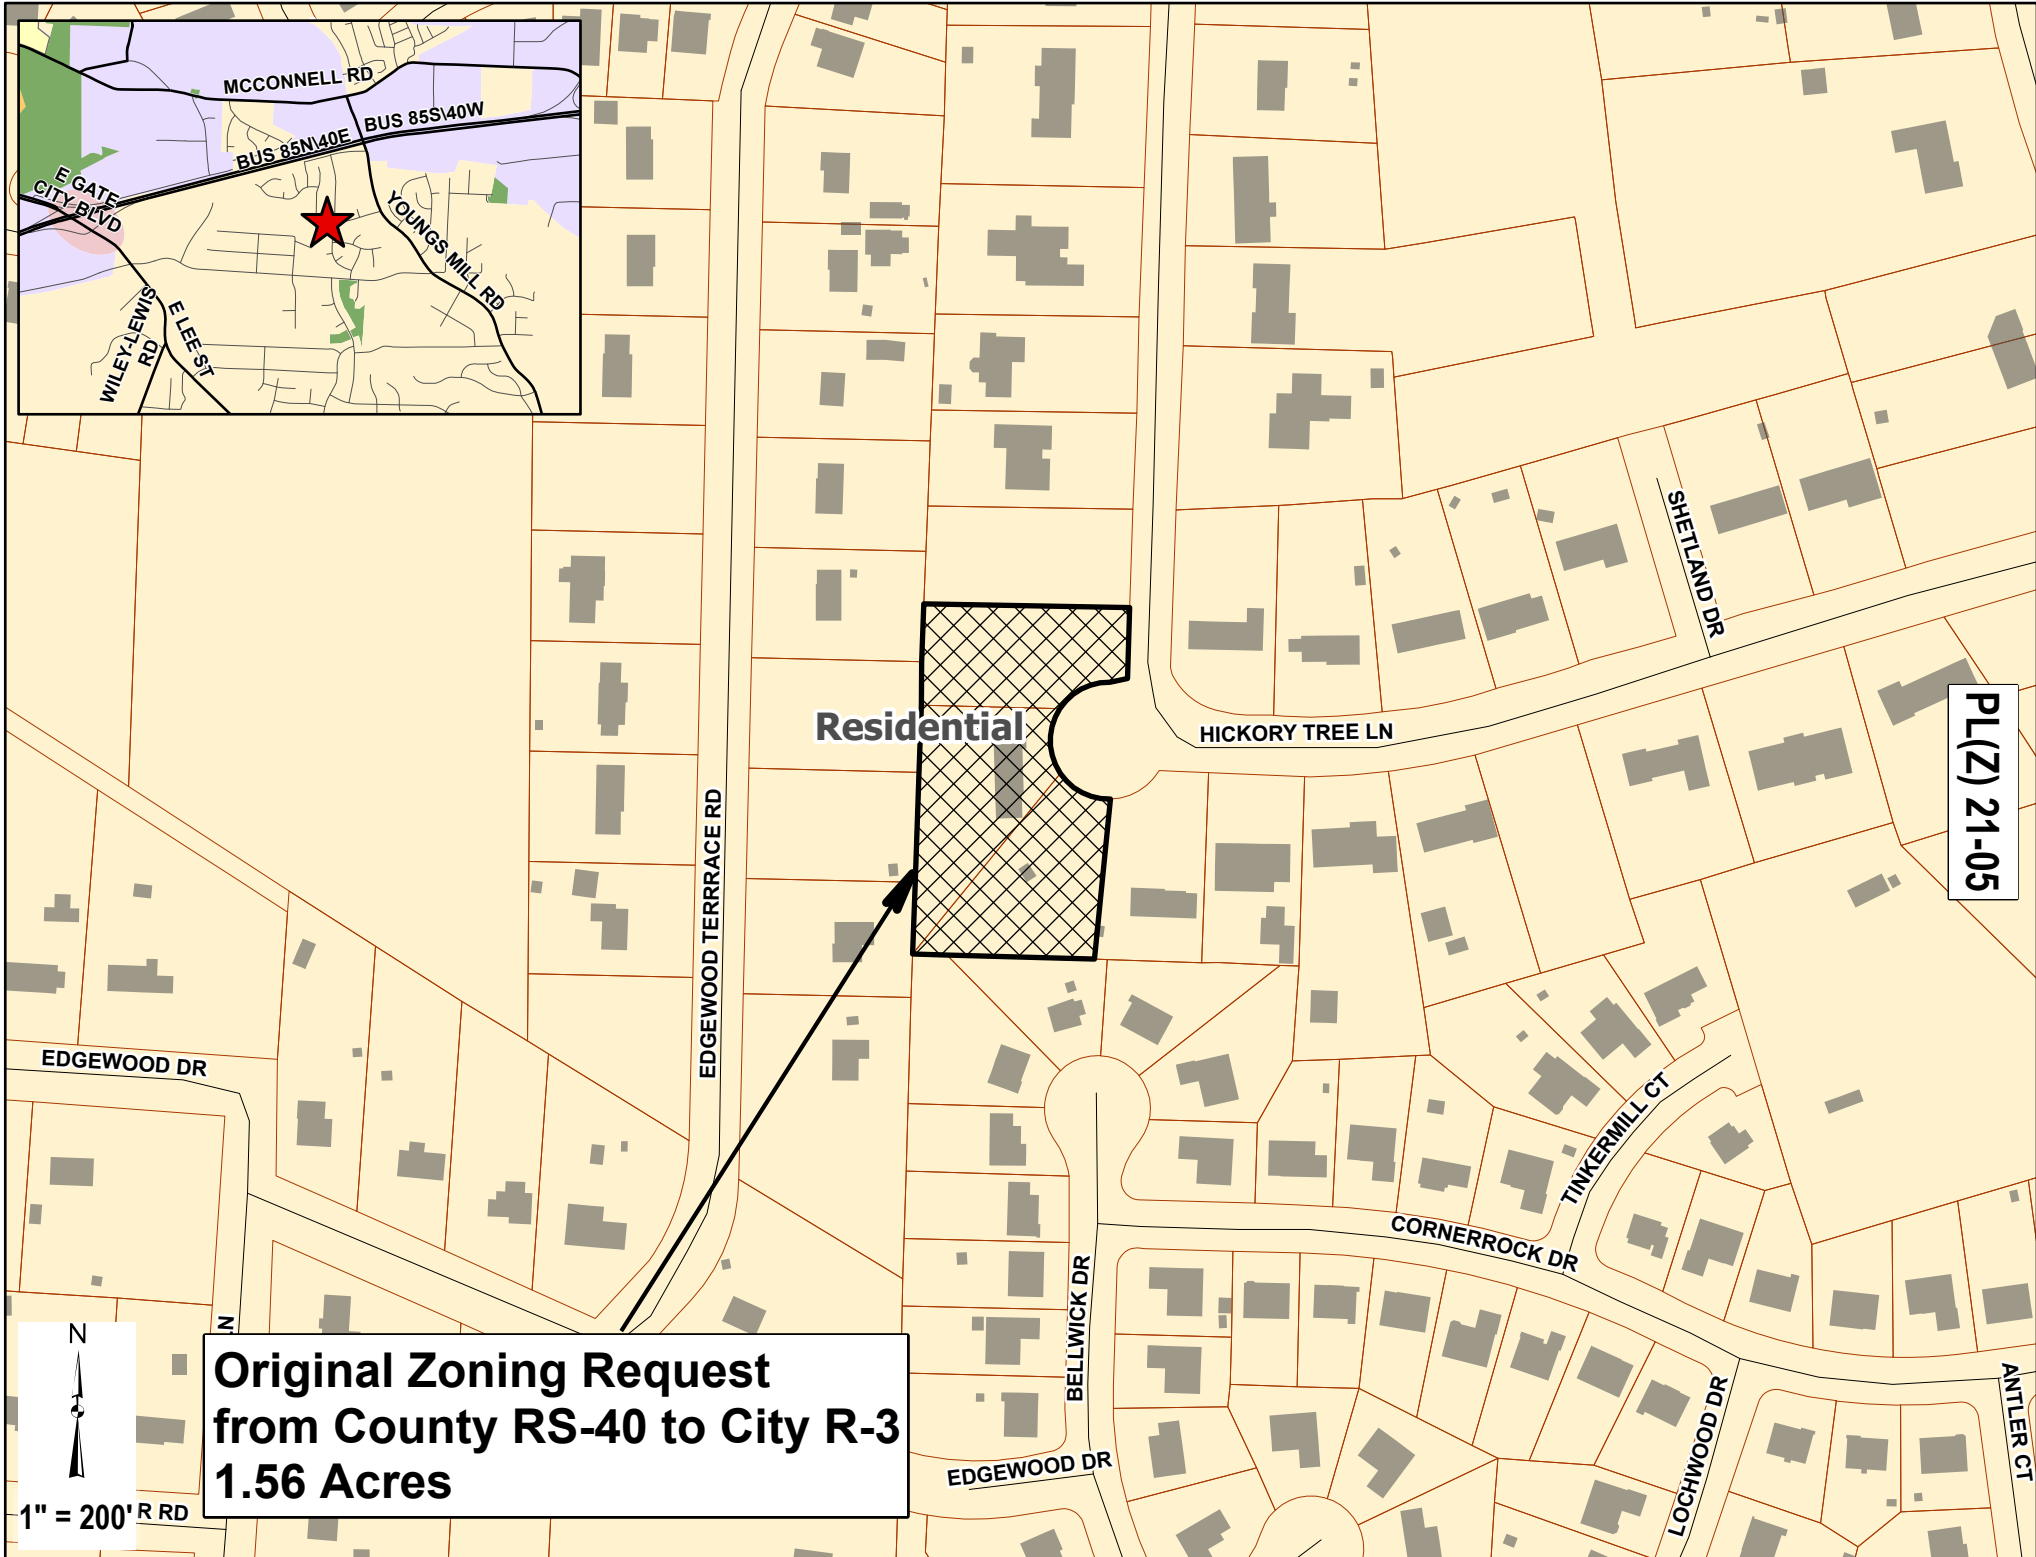 MCCONNELL RD
BUS 85S\40W
BUS 85N\40E
E GATE
CITY BLVD
YOUNGS MILL RD
WILEY-LEWIS
RD
E LEE ST
SHETLAND DR
Residential
HICKORY TREE LN
PL(Z) 21-05
EDGEWOOD TERRRACE RD
EDGEWOOD DR
TINKERMILL CT
CORNERROCK DR
BELLWICK DR
LN
N
Original Zoning Request
from County RS-40 to City R-3
1.56 Acres
EDGEWOOD DR
LOCHWOOD DR
ANTLER CT
1" = 200'
R RD